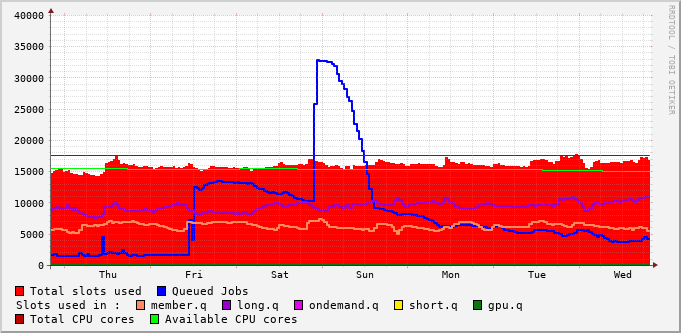 40000
35000
30000
25000
20000
15000
10000
5000
0
Thu Fri Sat Sun Mon Tue Wed
RRDTOOL / TOBI OETIKER
Total slots used Queued Jobs
Slots used in : member.q long.q ondemand.q short.q gpu.q
Total CPU cores Available CPU cores